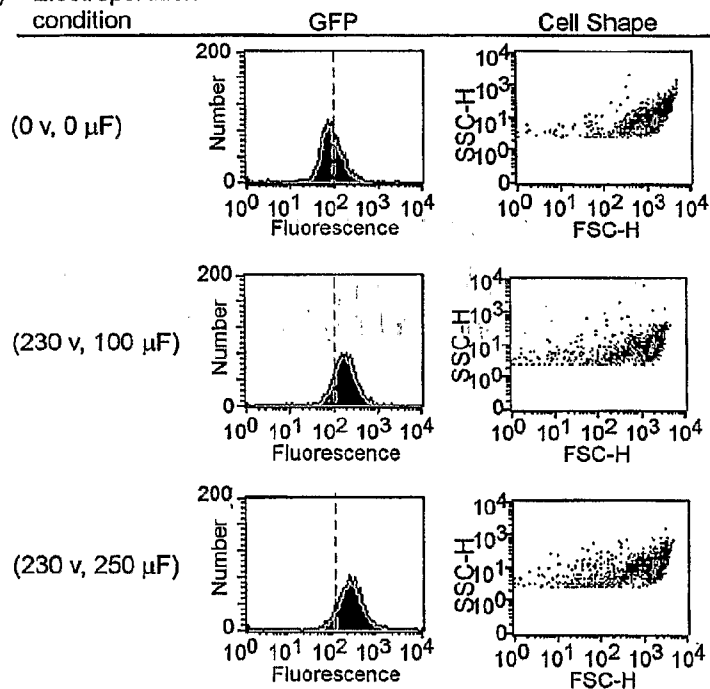 condition GFP Cell Shape
(0 v, 0 µF)
200
Number
0
10⁰ 10¹ 10² 10³ 10⁴
Fluorescence
10⁴
10³
10¹
10⁰
0
SSC-H
10⁰ 10¹ 10² 10³ 10⁴
FSC-H
(230 v, 100 µF)
200
Number
0
10⁰ 10¹ 10² 10³ 10⁴
Fluorescence
10⁴
10³
10¹
10⁰
0
SSC-H
10⁰ 10¹ 10² 10³ 10⁴
FSC-H
(230 v, 250 µF)
200
Number
0
10⁰ 10¹ 10² 10³ 10⁴
Fluorescence
10⁴
10³
10¹
10⁰
0
SSC-H
10⁰ 10¹ 10² 10³ 10⁴
FSC-H